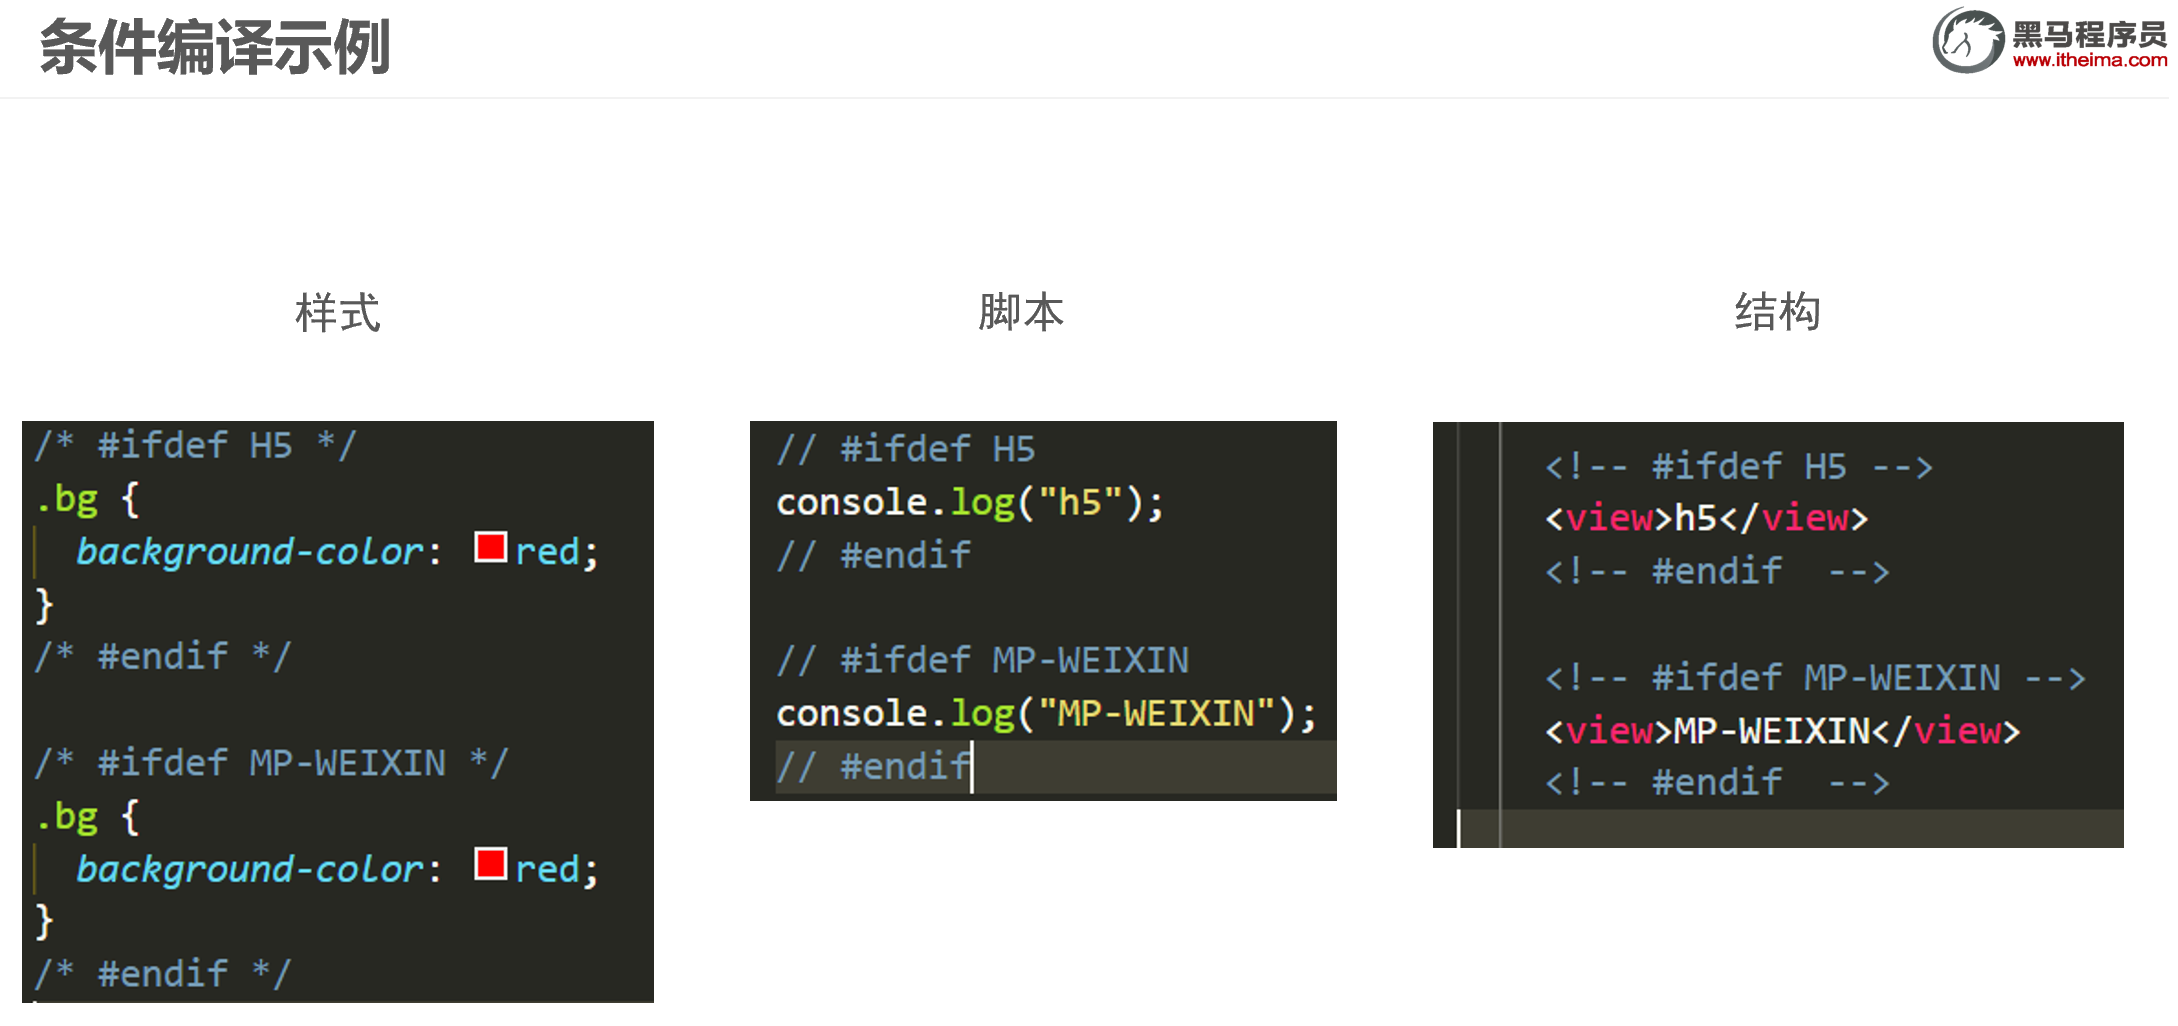 条件编译示例
黑马程序员
www.itheima.com
样式
/* #ifdef H5 */
.bg {
background-color: red;
}
/* #endif */
/* #ifdef MP-WEIXIN */
.bg {
background-color: red;
}
/* #endif */
脚本
// #ifdef H5
console.log("h5");
// #endif
// #ifdef MP-WEIXIN
console.log("MP-WEIXIN");
// #endif
结构
<!-- #ifdef H5 -->
<view>h5</view>
<!-- #endif  -->
<!-- #ifdef MP-WEIXIN -->
<view>MP-WEIXIN</view>
<!-- #endif  -->